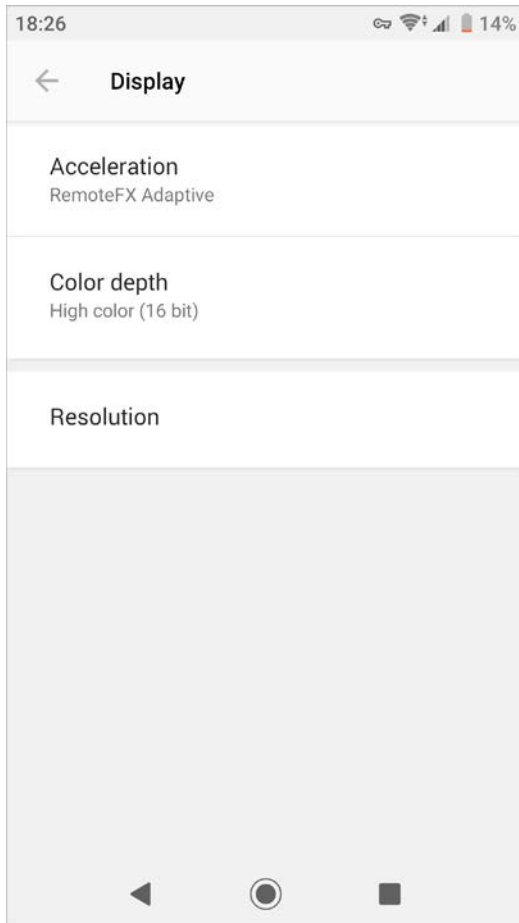 18:26
14%
Display
Acceleration
RemoteFX Adaptive
Color depth
High color (16 bit)
Resolution